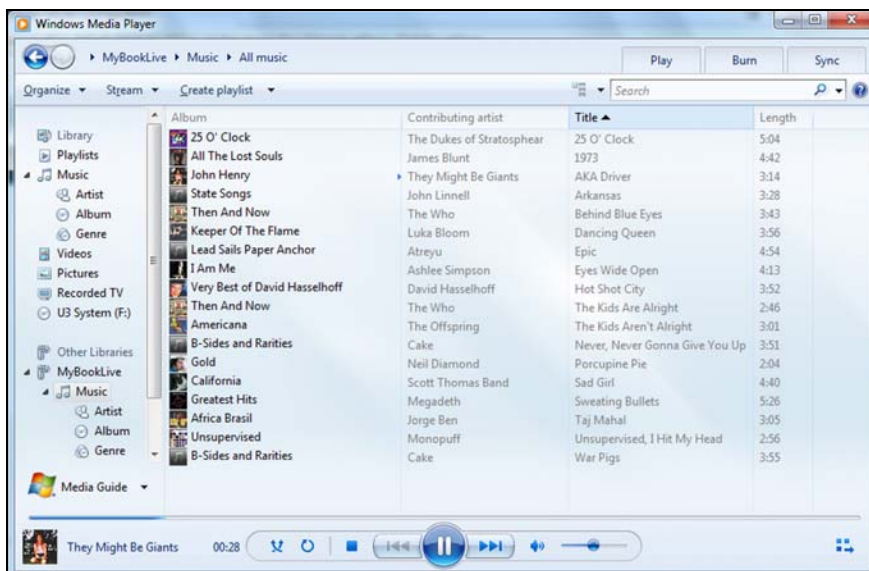 Windows Media Player
MyBookLive Music All music
Play Burn Sync
Organize Stream Create playlist Search
Album Contributing artist Title Length
Library
Playlists
Music
Artist
Album
Genre
Videos
Pictures
Recorded TV
U3 System (F:)
Other Libraries
MyBookLive
Music
Artist
Album
Genre
Media Guide
25 O' Clock The Dukes of Stratosphear 25 O' Clock 5:04
All The Lost Souls James Blunt 1973 4:42
John Henry They Might Be Giants AKA Driver 3:14
State Songs John Linnell Arkansas 3:28
Then And Now The Who Behind Blue Eyes 3:43
Keeper Of The Flame Luka Bloom Dancing Queen 3:56
Lead Sails Paper Anchor Atreyu Epic 4:54
I Am Me Ashlee Simpson Eyes Wide Open 4:13
Very Best of David Hasselhoff David Hasselhoff Hot Shot City 3:52
Then And Now The Who The Kids Are Alright 2:46
Americana The Offspring The Kids Aren't Alright 3:01
B-Sides and Rarities Cake Never, Never Gonna Give You Up 3:51
Gold Neil Diamond Porcupine Pie 2:04
California Scott Thomas Band Sad Girl 4:40
Greatest Hits Megadeth Sweating Bullets 5:26
Africa Brasil Jorge Ben Taj Mahal 3:05
Unsupervised Monopuff Unsupervised, I Hit My Head 2:56
B-Sides and Rarities Cake War Pigs 3:55
They Might Be Giants 00:28